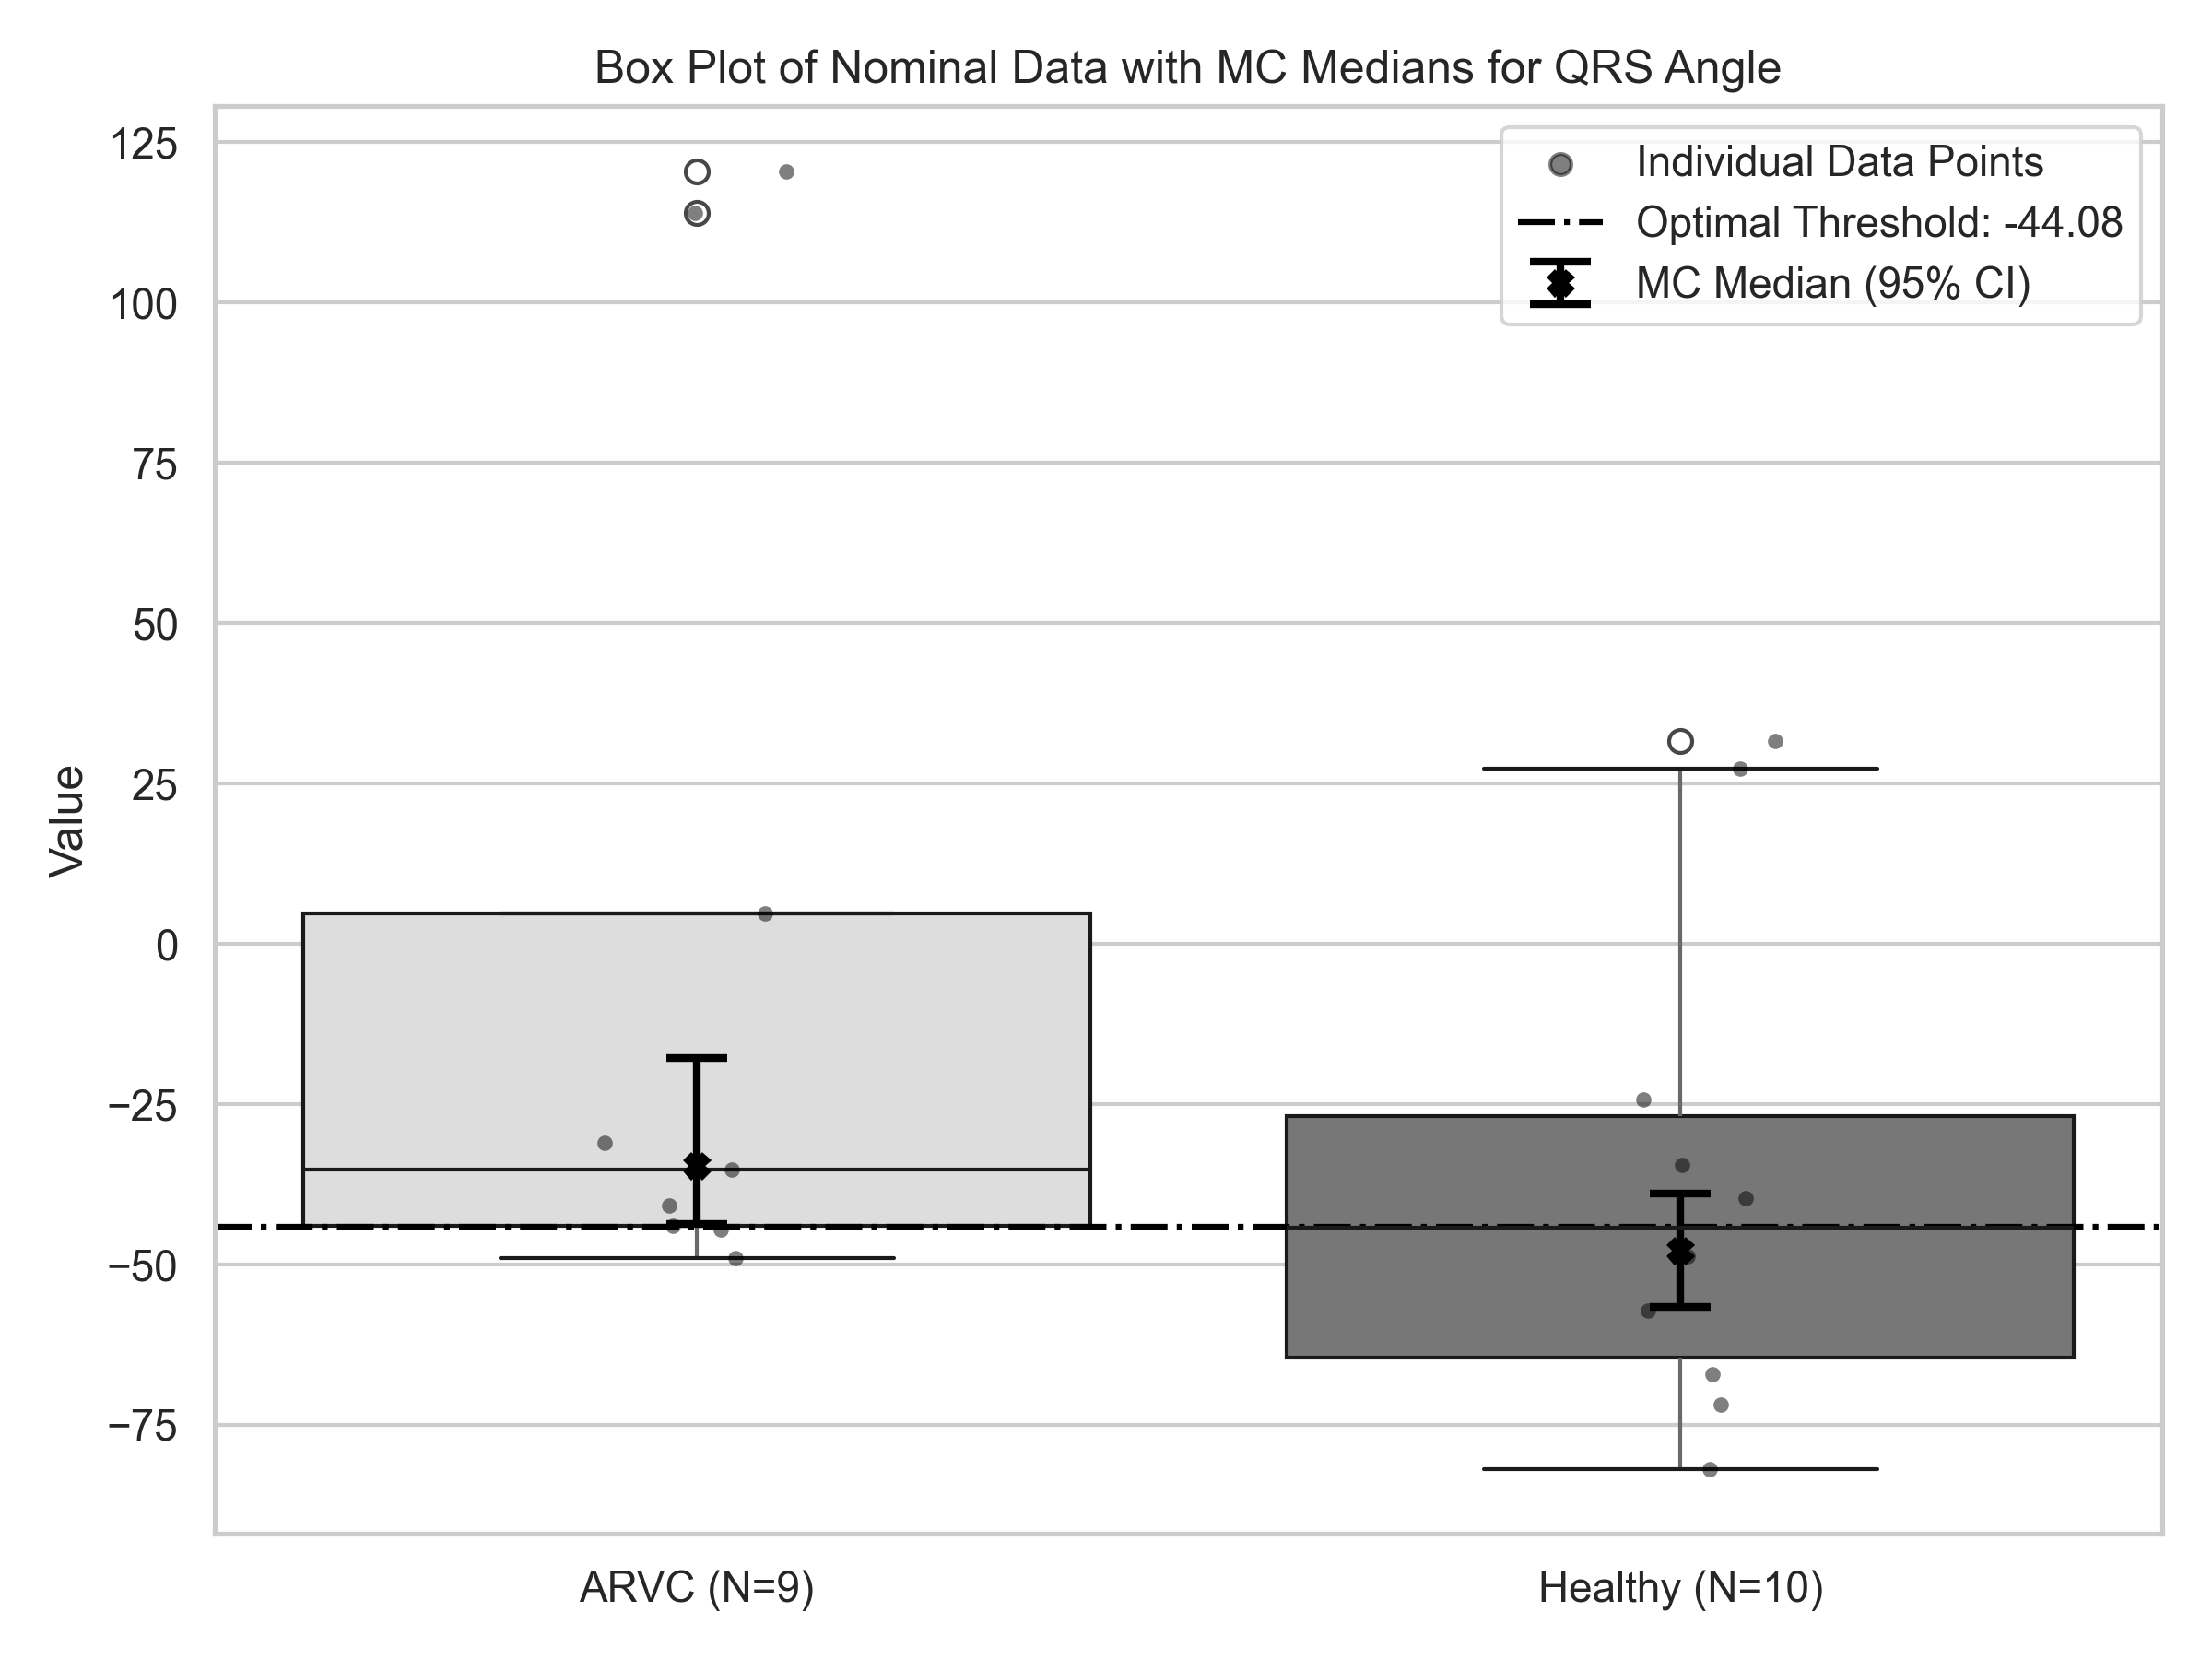 Box Plot of Nominal Data with MC Medians for QRS Angle
Individual Data Points
Optimal Threshold: -44.08
MC Median (95% CI)
125
100
75
50
25
0
−25
−50
−75
Value
ARVC (N=9)
Healthy (N=10)